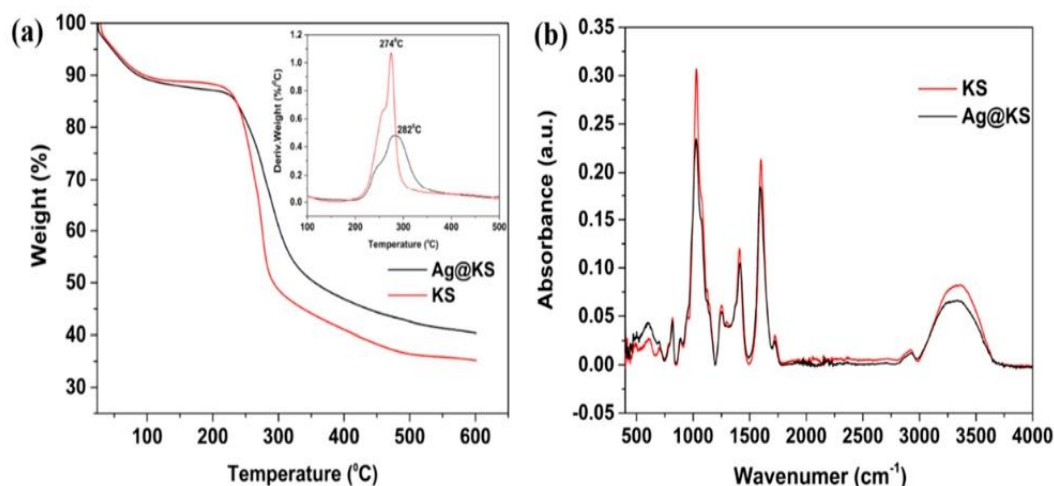 (a)
100
90
80
70
60
50
40
30
Weight (%)
100 200 300 400 500 600
Temperature (⁰C)
Ag@KS
KS
1.2
1.0
0.8
0.6
0.4
0.2
0.0
Deriv.Weight (%/⁰C)
274⁰C
282⁰C
100 200 300 400 500
Temperature (⁰C)
(b)
0.35
0.30
0.25
0.20
0.15
0.10
0.05
0.00
-0.05
Absorbance (a.u.)
KS
Ag@KS
500 1000 1500 2000 2500 3000 3500 4000
Wavenumer (cm⁻¹)